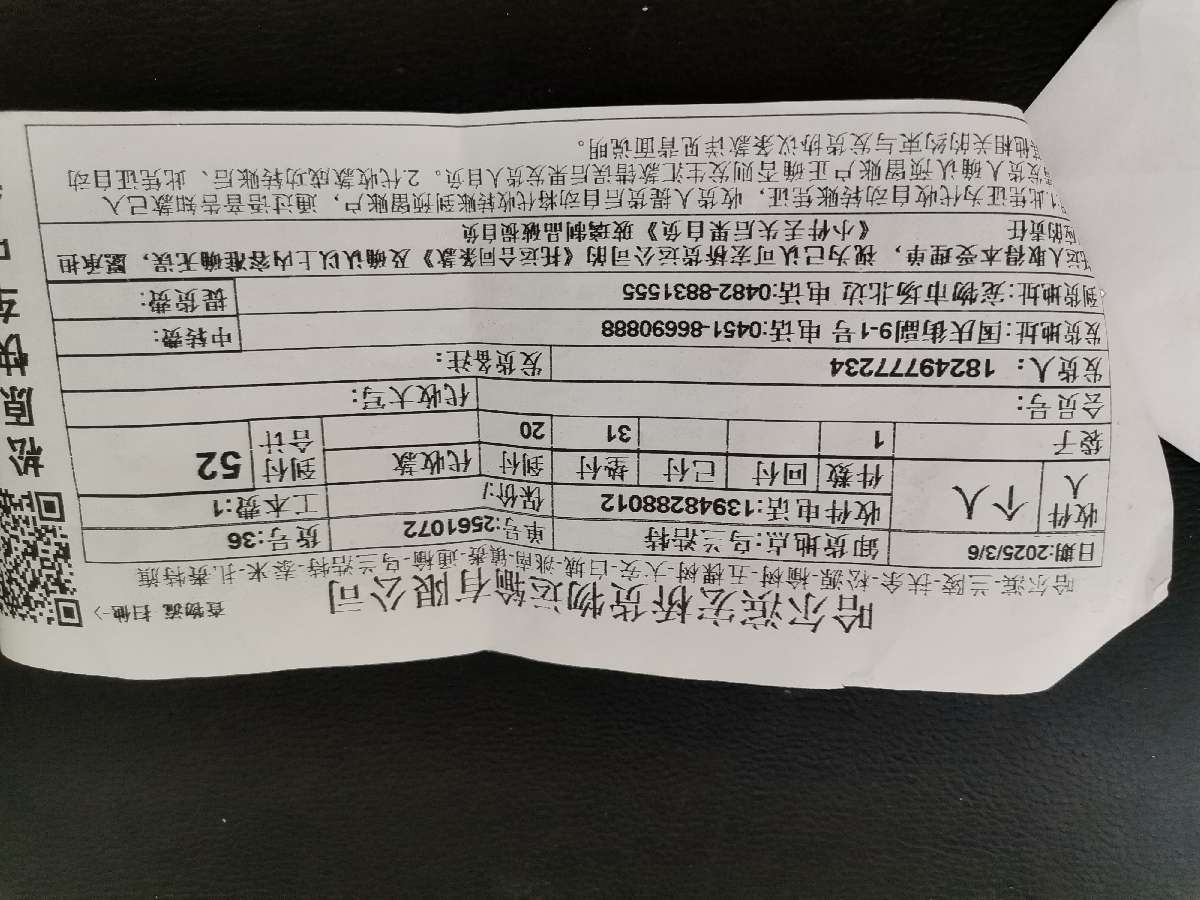 哈尔滨宏桥货物运输有限公司
查物流 扫他->
哈尔滨-兰陵-扶余-松源-榆树-五棵树-大安-白城-洮南-镇赉-通榆-乌兰浩特-泰来-扎赉特旗
日期:2025/3/6 卸货地点:乌兰浩特 单号:2561072 货号:36
收件人 个人 收件电话:13948288012 保价:/ 工本费:1
件数 回付 已付 垫付 到付 代收款 到付合计 52
袋子 1 31 20
会员号: 代收大写:
发货人: 18249777234 发货备注:
发货地址:国庆街副9-1号 电话:0451-86690888 中转费:
到货地址:宠物市场北边 电话:0482-8831555 提货费:
运人取得本受理单,视为已认可宏桥货运公司的《托运合同条款》及确认以上内容准确无误,愿承担
应的责任 《小件丢失后果自负》玻璃制品破损自负
1.此凭证为代收自动转账凭证,收货人提货后自动将代收转账到预留账户,通过语音告知款已入
发货人确认预留账户正确否则发生汇款错误后果发货人自负。2.代收款成功转账后、此凭证自动
其他相关的约束与发货协议条款详见背面说明。
松原快车